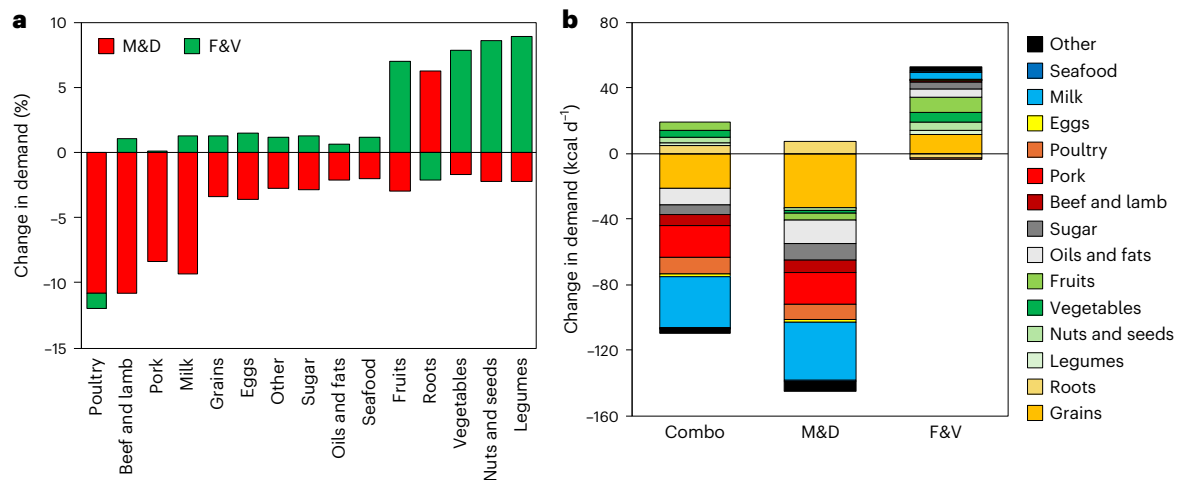 a
Change in demand (%)
10
5
0
–5
–10
–15
M&D
F&V
Poultry
Beef and lamb
Pork
Milk
Grains
Eggs
Other
Sugar
Oils and fats
Seafood
Fruits
Roots
Vegetables
Nuts and seeds
Legumes
b
Change in demand (kcal d⁻¹)
80
40
0
–40
–80
–120
–160
Combo
M&D
F&V
Other
Seafood
Milk
Eggs
Poultry
Pork
Beef and lamb
Sugar
Oils and fats
Fruits
Vegetables
Nuts and seeds
Legumes
Roots
Grains